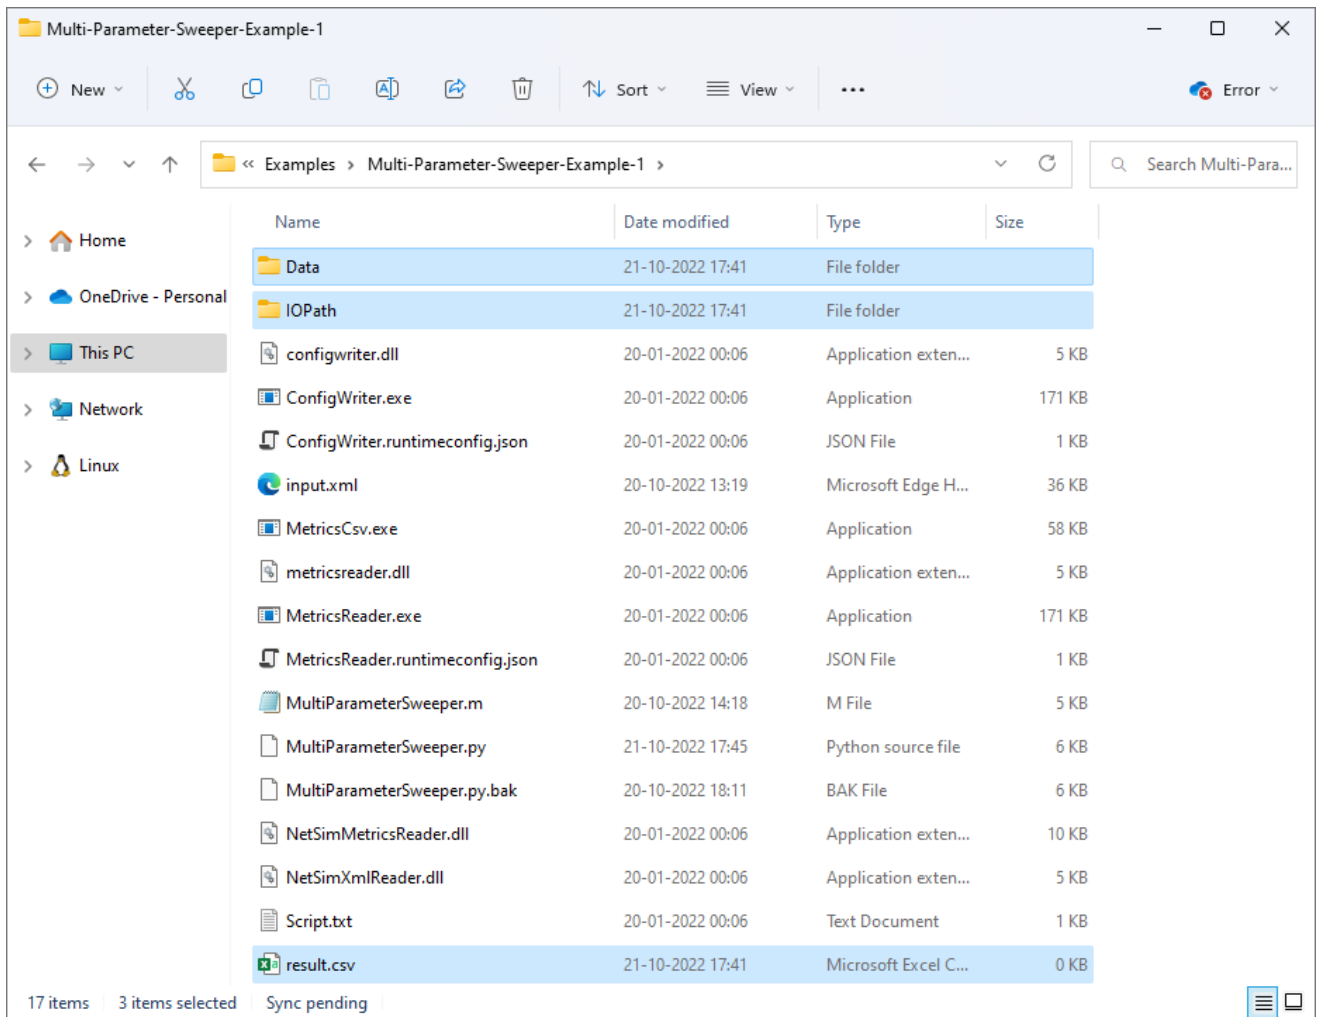 Multi-Parameter-Sweeper-Example-1
New Sort View ... Error
« Examples > Multi-Parameter-Sweeper-Example-1 > Search Multi-Para...
Home
OneDrive - Personal
This PC
Network
Linux
Name Date modified Type Size
Data 21-10-2022 17:41 File folder
IOPath 21-10-2022 17:41 File folder
configwriter.dll 20-01-2022 00:06 Application exten... 5 KB
ConfigWriter.exe 20-01-2022 00:06 Application 171 KB
ConfigWriter.runtimeconfig.json 20-01-2022 00:06 JSON File 1 KB
input.xml 20-10-2022 13:19 Microsoft Edge H... 36 KB
MetricsCsv.exe 20-01-2022 00:06 Application 58 KB
metricsreader.dll 20-01-2022 00:06 Application exten... 5 KB
MetricsReader.exe 20-01-2022 00:06 Application 171 KB
MetricsReader.runtimeconfig.json 20-01-2022 00:06 JSON File 1 KB
MultiParameterSweeper.m 20-10-2022 14:18 M File 5 KB
MultiParameterSweeper.py 21-10-2022 17:45 Python source file 6 KB
MultiParameterSweeper.py.bak 20-10-2022 18:11 BAK File 6 KB
NetSimMetricsReader.dll 20-01-2022 00:06 Application exten... 10 KB
NetSimXmlReader.dll 20-01-2022 00:06 Application exten... 5 KB
Script.txt 20-01-2022 00:06 Text Document 1 KB
result.csv 21-10-2022 17:41 Microsoft Excel C... 0 KB
17 items 3 items selected Sync pending